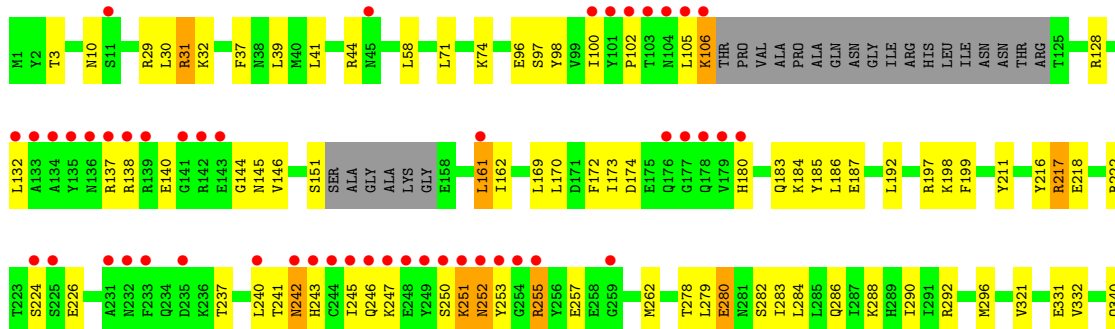 M1 Y2 T3 N10 S11 R29 L30 R31 K32 F37 N38 L39 M40 L41 R44 N45 L58 L71 K74 E96 S97 Y98 V99 I100 Y101 P102 T103 N104 L105 K106 THR PRO VAL ALA PRO ALA GLN ASN GLY ILE ARG HIS LEU ILE ASN ASN THR ARG T125 R128
L132 A133 A134 Y135 N136 R137 R138 R139 E140 G141 R142 E143 G144 N145 V146 S151 SER ALA GLY ALA LYS GLY E158 L161 I162 L169 L170 D171 F172 I173 D174 E175 Q176 G177 Q178 V179 H180 Q183 K184 Y185 L186 E187 L192 R197 K198 F199 Y211 Y216 R217 E218
T223 S224 S225 E226 A231 N232 F233 Q234 D235 K236 T237 L240 T241 N242 H243 C244 I245 Q246 K247 E248 Y249 S250 K251 N252 Y253 G254 R255 Y256 E257 E258 G259 M262 T278 L279 E280 N281 S282 I283 L284 L285 Q286 I287 K288 H289 I290 I291 R292 M296 V321 E331 V332